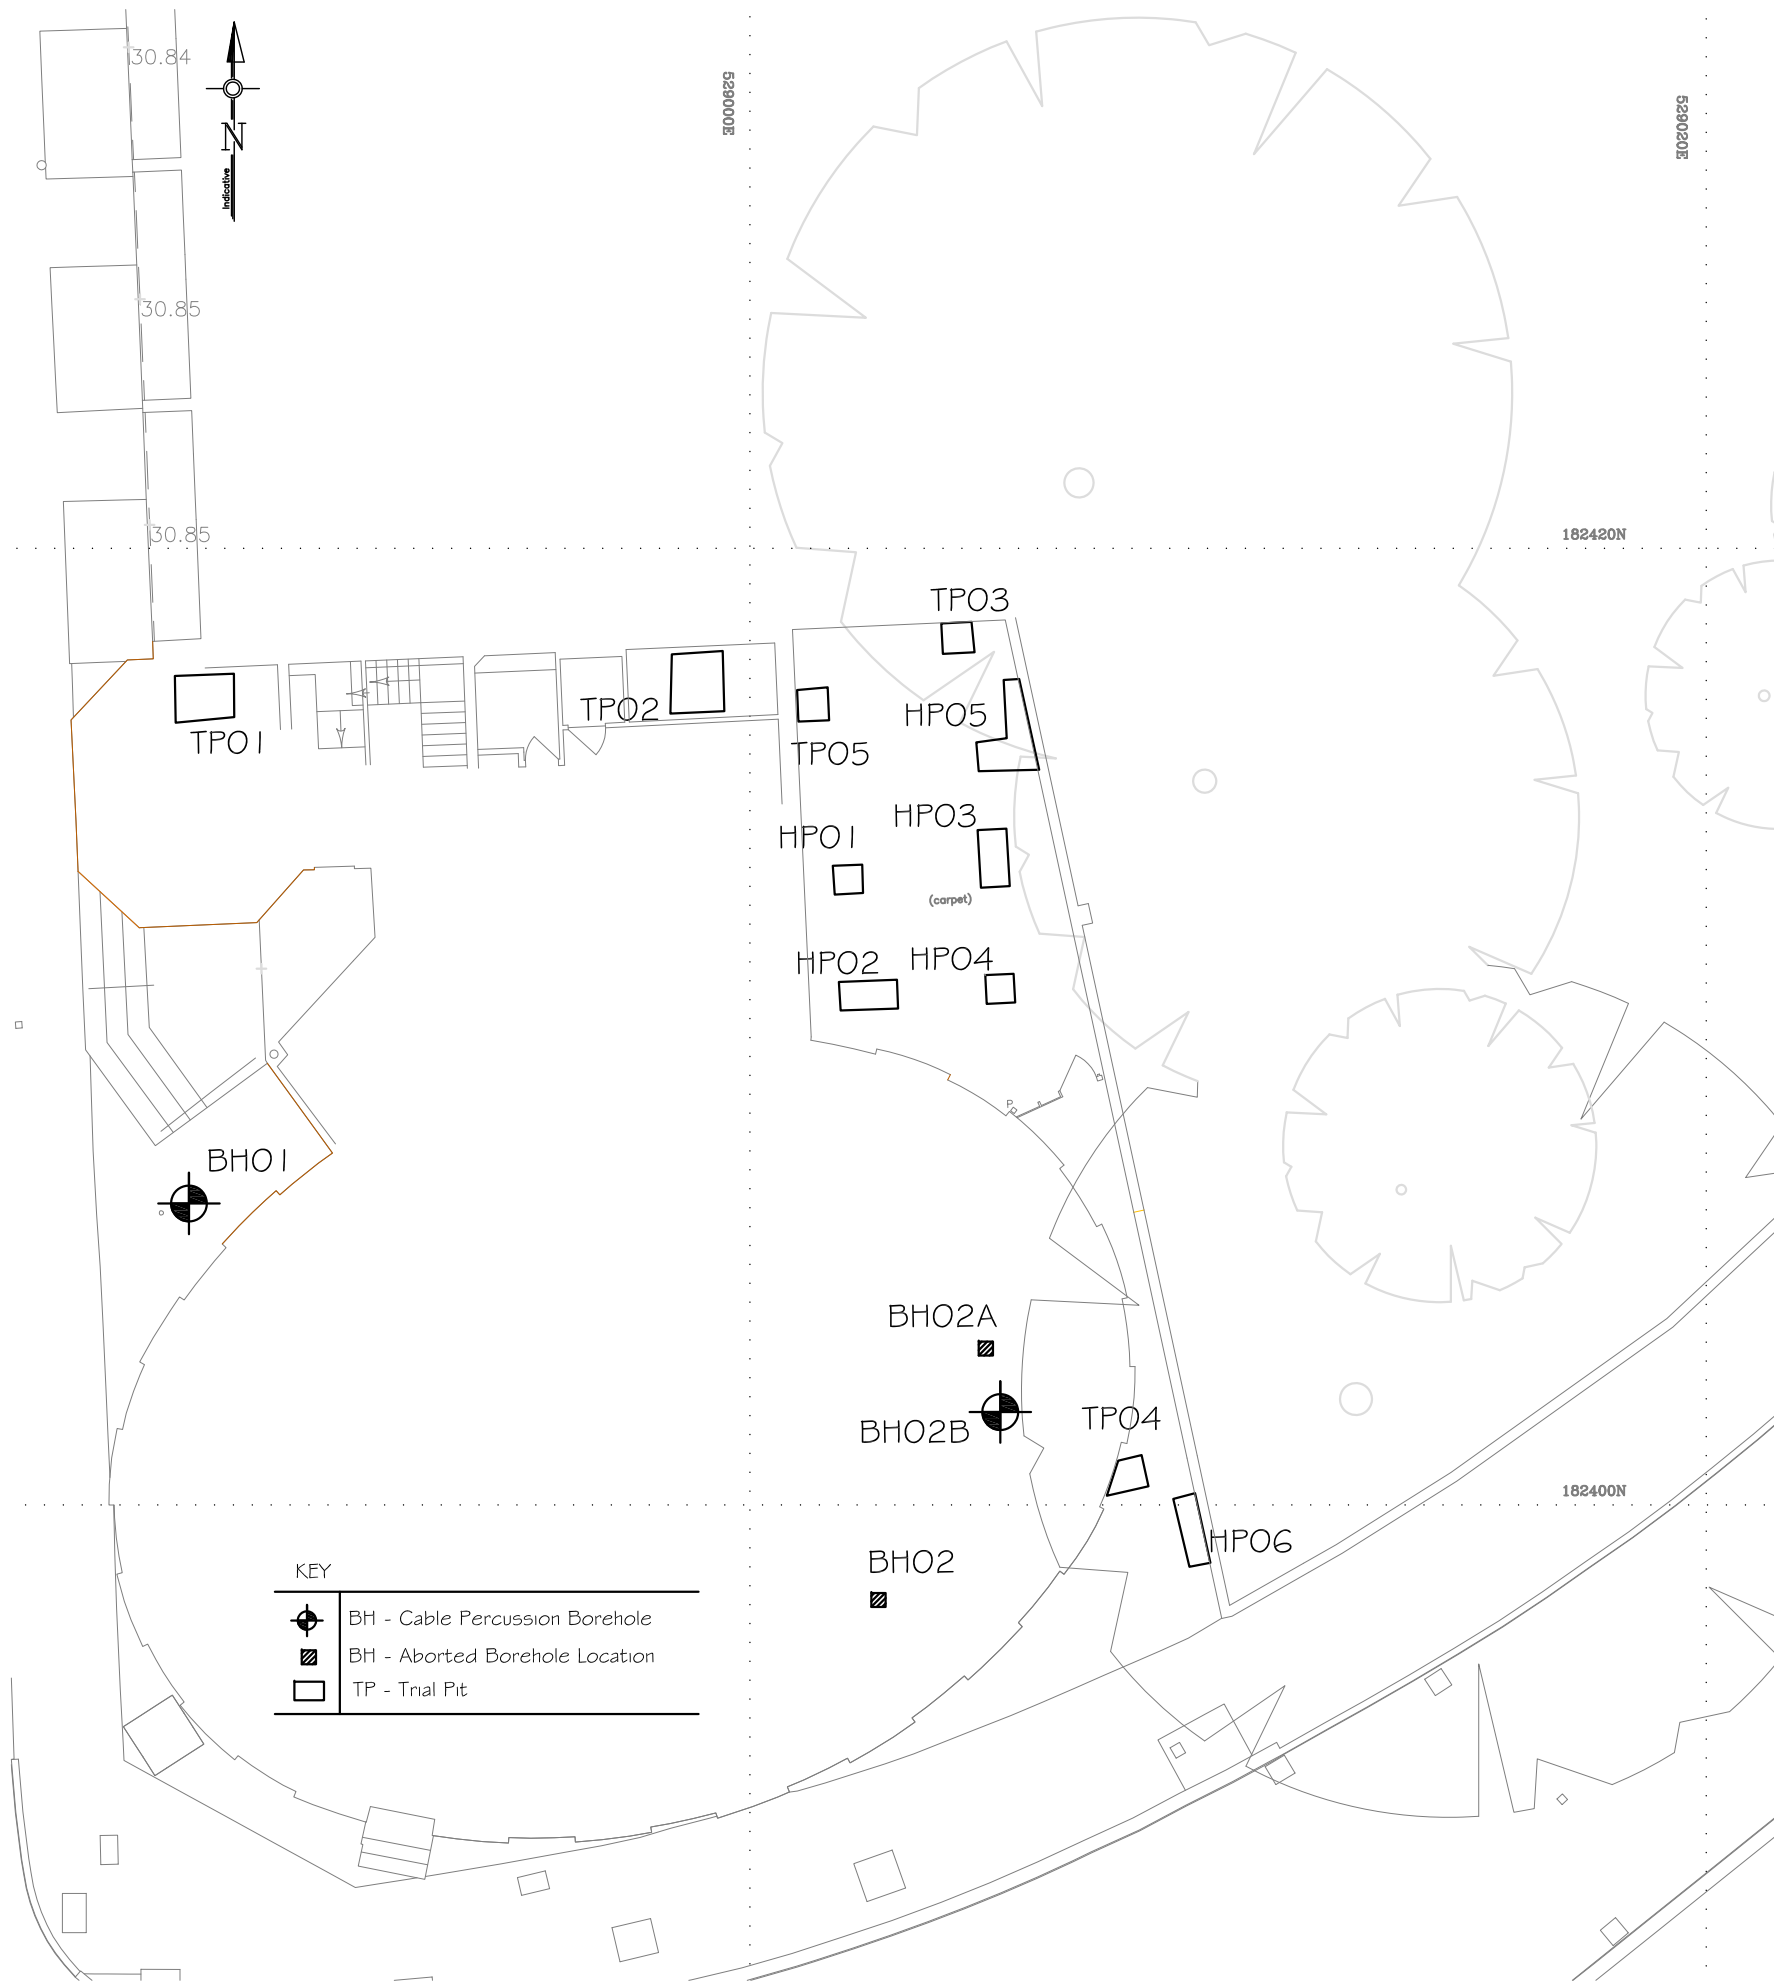 30.84
N
Indicative
529000E
529020E
30.85
30.85
182420N
TP03
TP02
HP05
TP01
TP05
HP03
HP01
(carpet)
HP02
HP04
P
BH01
BH02A
TP04
BH02B
182400N
HP06
BH02
KEY
BH - Cable Percussion Borehole
BH - Aborted Borehole Location
TP - Trial Pit